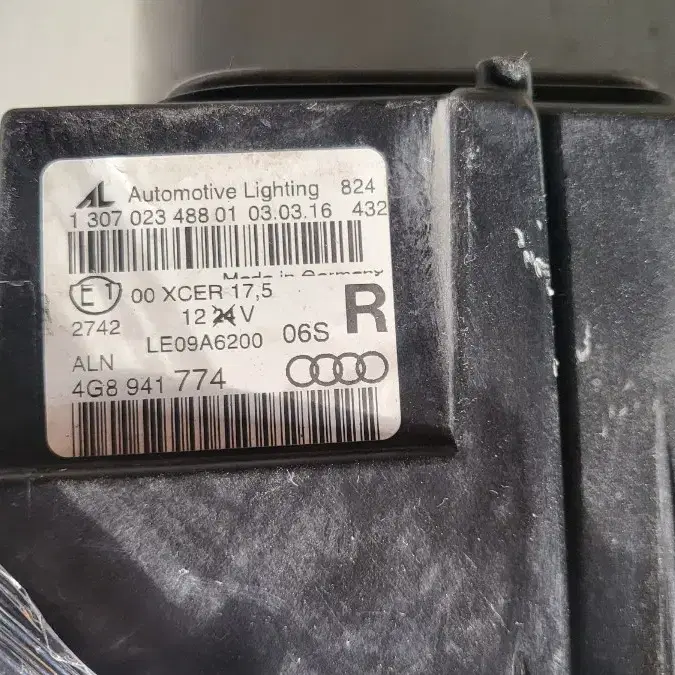 AL Automotive Lighting 824
1 307 023 488 01 03.03.16 432
Made in Germany
E1 00 XCER 17,5 R
2742 12 24 V
LE09A6200 06S
ALN
4G8 941 774